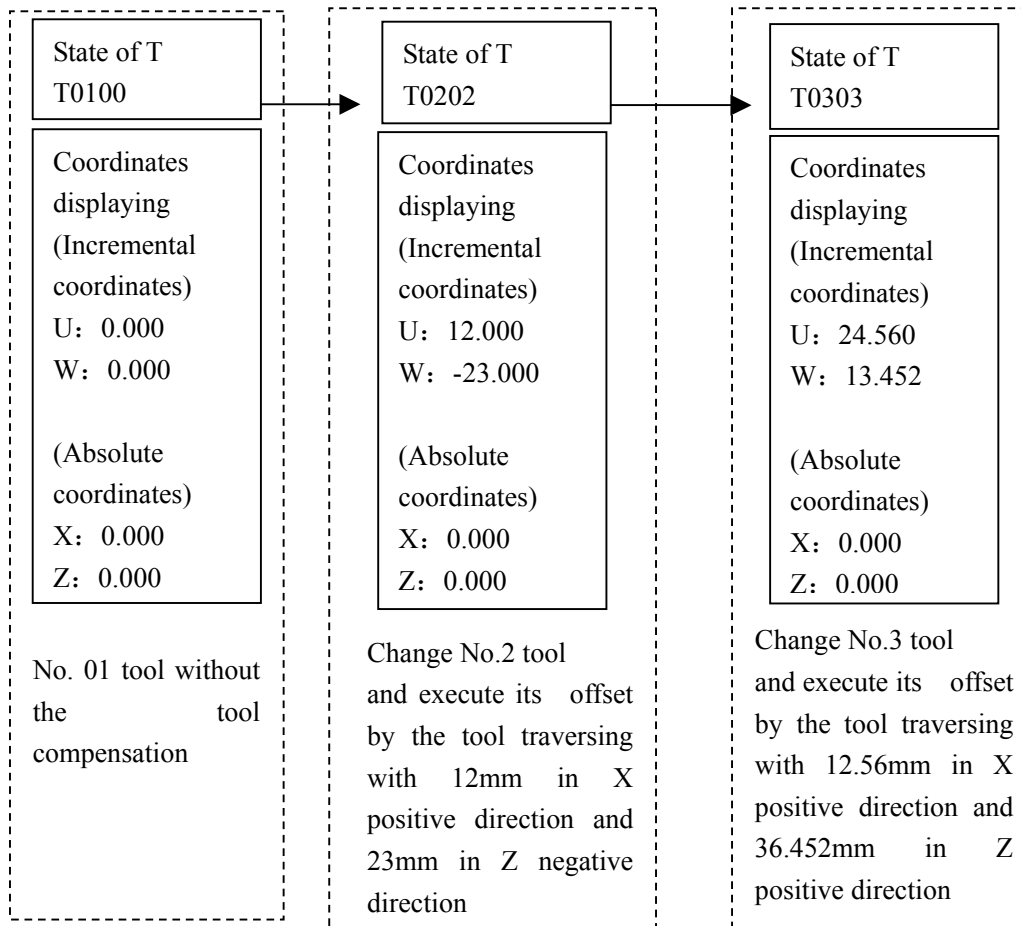 State of T
T0100
Coordinates
displaying
(Incremental
coordinates)
U：0.000
W：0.000
(Absolute
coordinates)
X：0.000
Z：0.000
No. 01 tool without
the tool
compensation
State of T
T0202
Coordinates
displaying
(Incremental
coordinates)
U：12.000
W：-23.000
(Absolute
coordinates)
X：0.000
Z：0.000
Change No.2 tool
and execute its offset
by the tool traversing
with 12mm in X
positive direction and
23mm in Z negative
direction
State of T
T0303
Coordinates
displaying
(Incremental
coordinates)
U：24.560
W：13.452
(Absolute
coordinates)
X：0.000
Z：0.000
Change No.3 tool
and execute its offset
by the tool traversing
with 12.56mm in X
positive direction and
36.452mm in Z
positive direction